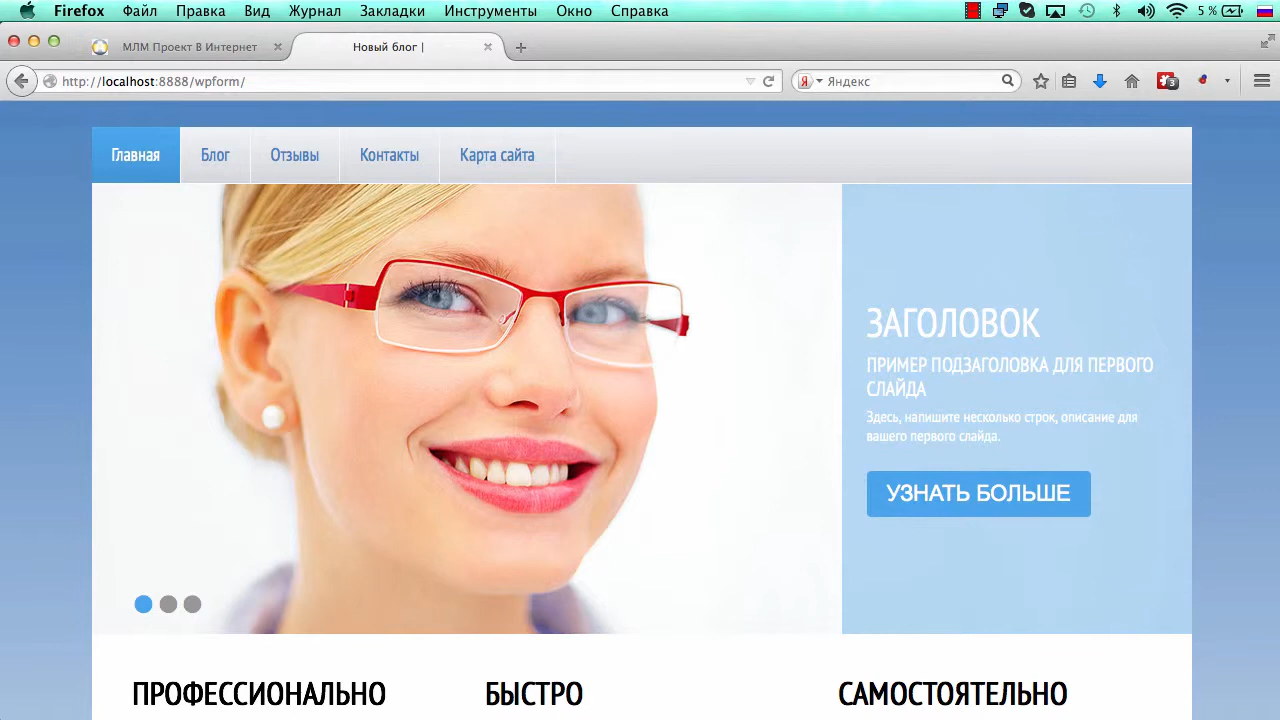 Firefox Файл Правка Вид Журнал Закладки Инструменты Окно Справка 5 %
МЛМ Проект В Интернет Новый блог |
http://localhost:8888/wpform/ Яндекс 3
Главная Блог Отзывы Контакты Карта сайта
ЗАГОЛОВОК
ПРИМЕР ПОДЗАГОЛОВКА ДЛЯ ПЕРВОГО
СЛАЙДА
Здесь, напишите несколько строк, описание для
вашего первого слайда.
УЗНАТЬ БОЛЬШЕ
ПРОФЕССИОНАЛЬНО БЫСТРО САМОСТОЯТЕЛЬНО